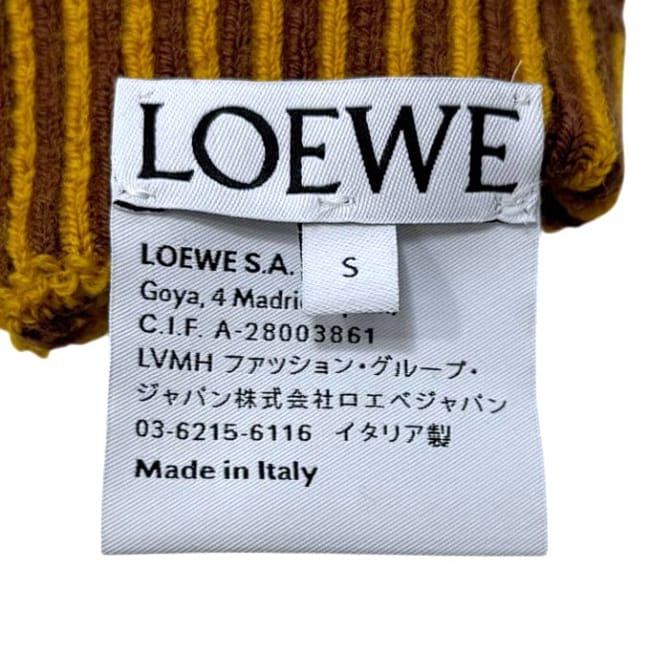 LOEWE
S
LOEWE S.A.
Goya, 4
C.I.F. A-28003861
LVMH ファッション・グループ・
ジャパン株式会社ロエベジャパン
03-6215-6116 イタリア製
Made in Italy